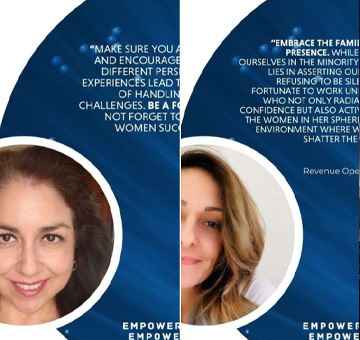 "MAKE SURE YOU A
AND ENCOURAGE
DIFFERENT PERS
EXPERIENCES LEAD T
OF HANDLIN
CHALLENGES. BE A FO
NOT FORGET TO
WOMEN SUCC
EMPOWER
EMPOWE
"EMBRACE THE FAMI
PRESENCE. WHILE
OURSELVES IN THE MINORITY
LIES IN ASSERTING OU
REFUSING TO BE SILE
FORTUNATE TO WORK UN
WHO NOT ONLY RADIA
CONFIDENCE BUT ALSO ACTIV
THE WOMEN IN HER SPHER
ENVIRONMENT WHERE W
SHATTER THE
Revenue Ope
EMPOWER
EMPOWE